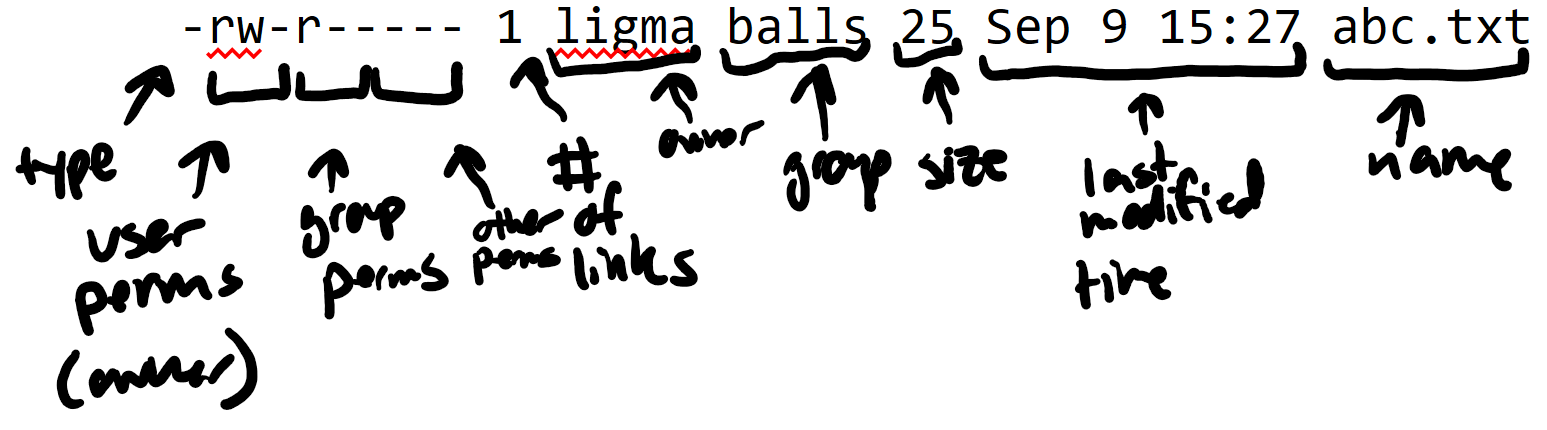 -rw-r----- 1 ligma balls 25 Sep 9 15:27 abc.txt
type
user
perms
(owner)
group
perms
other
perms
#
of
links
owner
group
size
last
modified
time
name